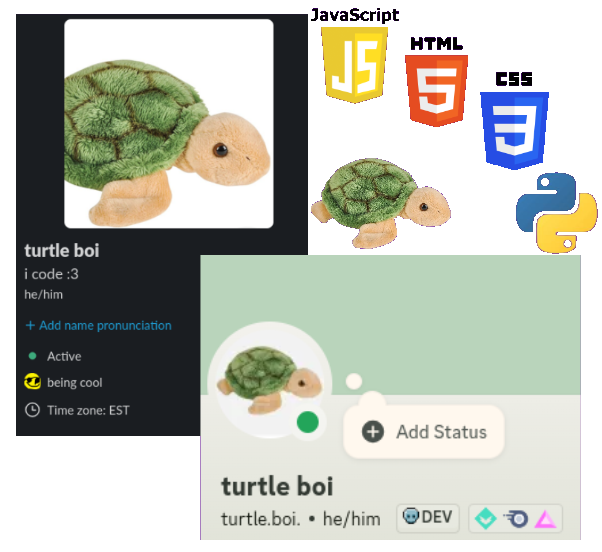 JavaScript
JS
HTML
5
CSS
3
turtle boi
i code :3
he/him
+ Add name pronunciation
Active
being cool
Time zone: EST
Add Status
turtle boi
turtle.boi. • he/him DEV